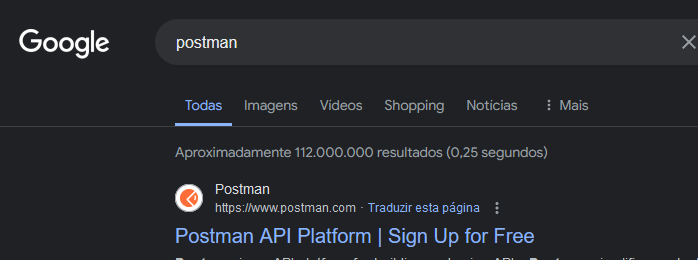 Google
postman
Todas Imagens Vídeos Shopping Notícias Mais
Aproximadamente 112.000.000 resultados (0,25 segundos)
Postman
https://www.postman.com · Traduzir esta página
Postman API Platform | Sign Up for Free